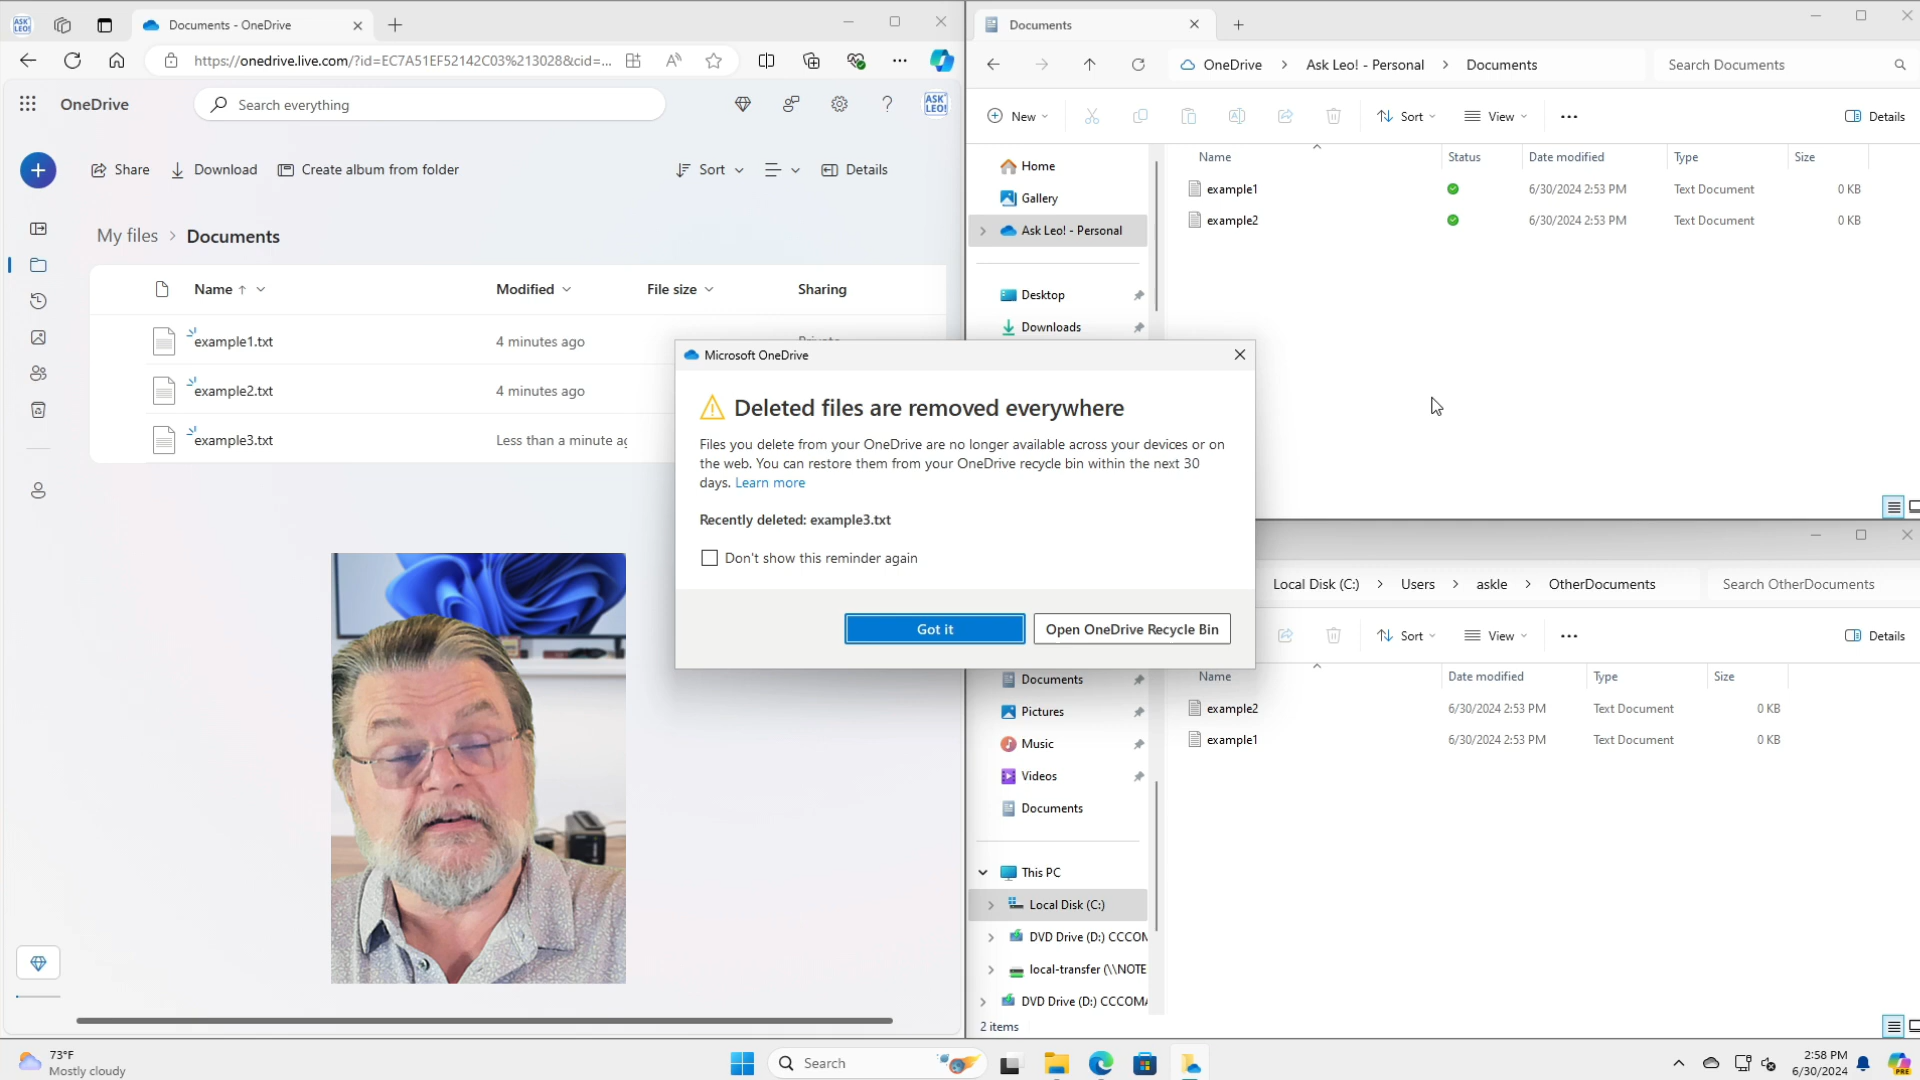 ASK LEO!
Documents - OneDrive
https://onedrive.live.com/?id=EC7A51EF52142C03%213028&cid=...
OneDrive
Search everything
ASK LEO!
Share
Download
Create album from folder
Sort
Details
My files > Documents
Name
Modified
File size
Sharing
example1.txt
4 minutes ago
example2.txt
4 minutes ago
example3.txt
Less than a minute ag
Documents
OneDrive > Ask Leo! - Personal > Documents
Search Documents
New
Sort
View
Details
Home
Gallery
Ask Leo! - Personal
Desktop
Downloads
Name
Status
Date modified
Type
Size
example1
6/30/2024 2:53 PM
Text Document
0 KB
example2
6/30/2024 2:53 PM
Text Document
0 KB
Microsoft OneDrive
Deleted files are removed everywhere
Files you delete from your OneDrive are no longer available across your devices or on
the web. You can restore them from your OneDrive recycle bin within the next 30
days. Learn more
Recently deleted: example3.txt
Don't show this reminder again
Got it
Open OneDrive Recycle Bin
Local Disk (C:) > Users > askle > OtherDocuments
Search OtherDocuments
Sort
View
Details
Documents
Pictures
Music
Videos
Documents
This PC
Local Disk (C:)
DVD Drive (D:) CCCOM
local-transfer (\\NOTE
DVD Drive (D:) CCCOM
2 items
Name
Date modified
Type
Size
example2
6/30/2024 2:53 PM
Text Document
0 KB
example1
6/30/2024 2:53 PM
Text Document
0 KB
73°F
Mostly cloudy
Search
2:58 PM
6/30/2024
PRE